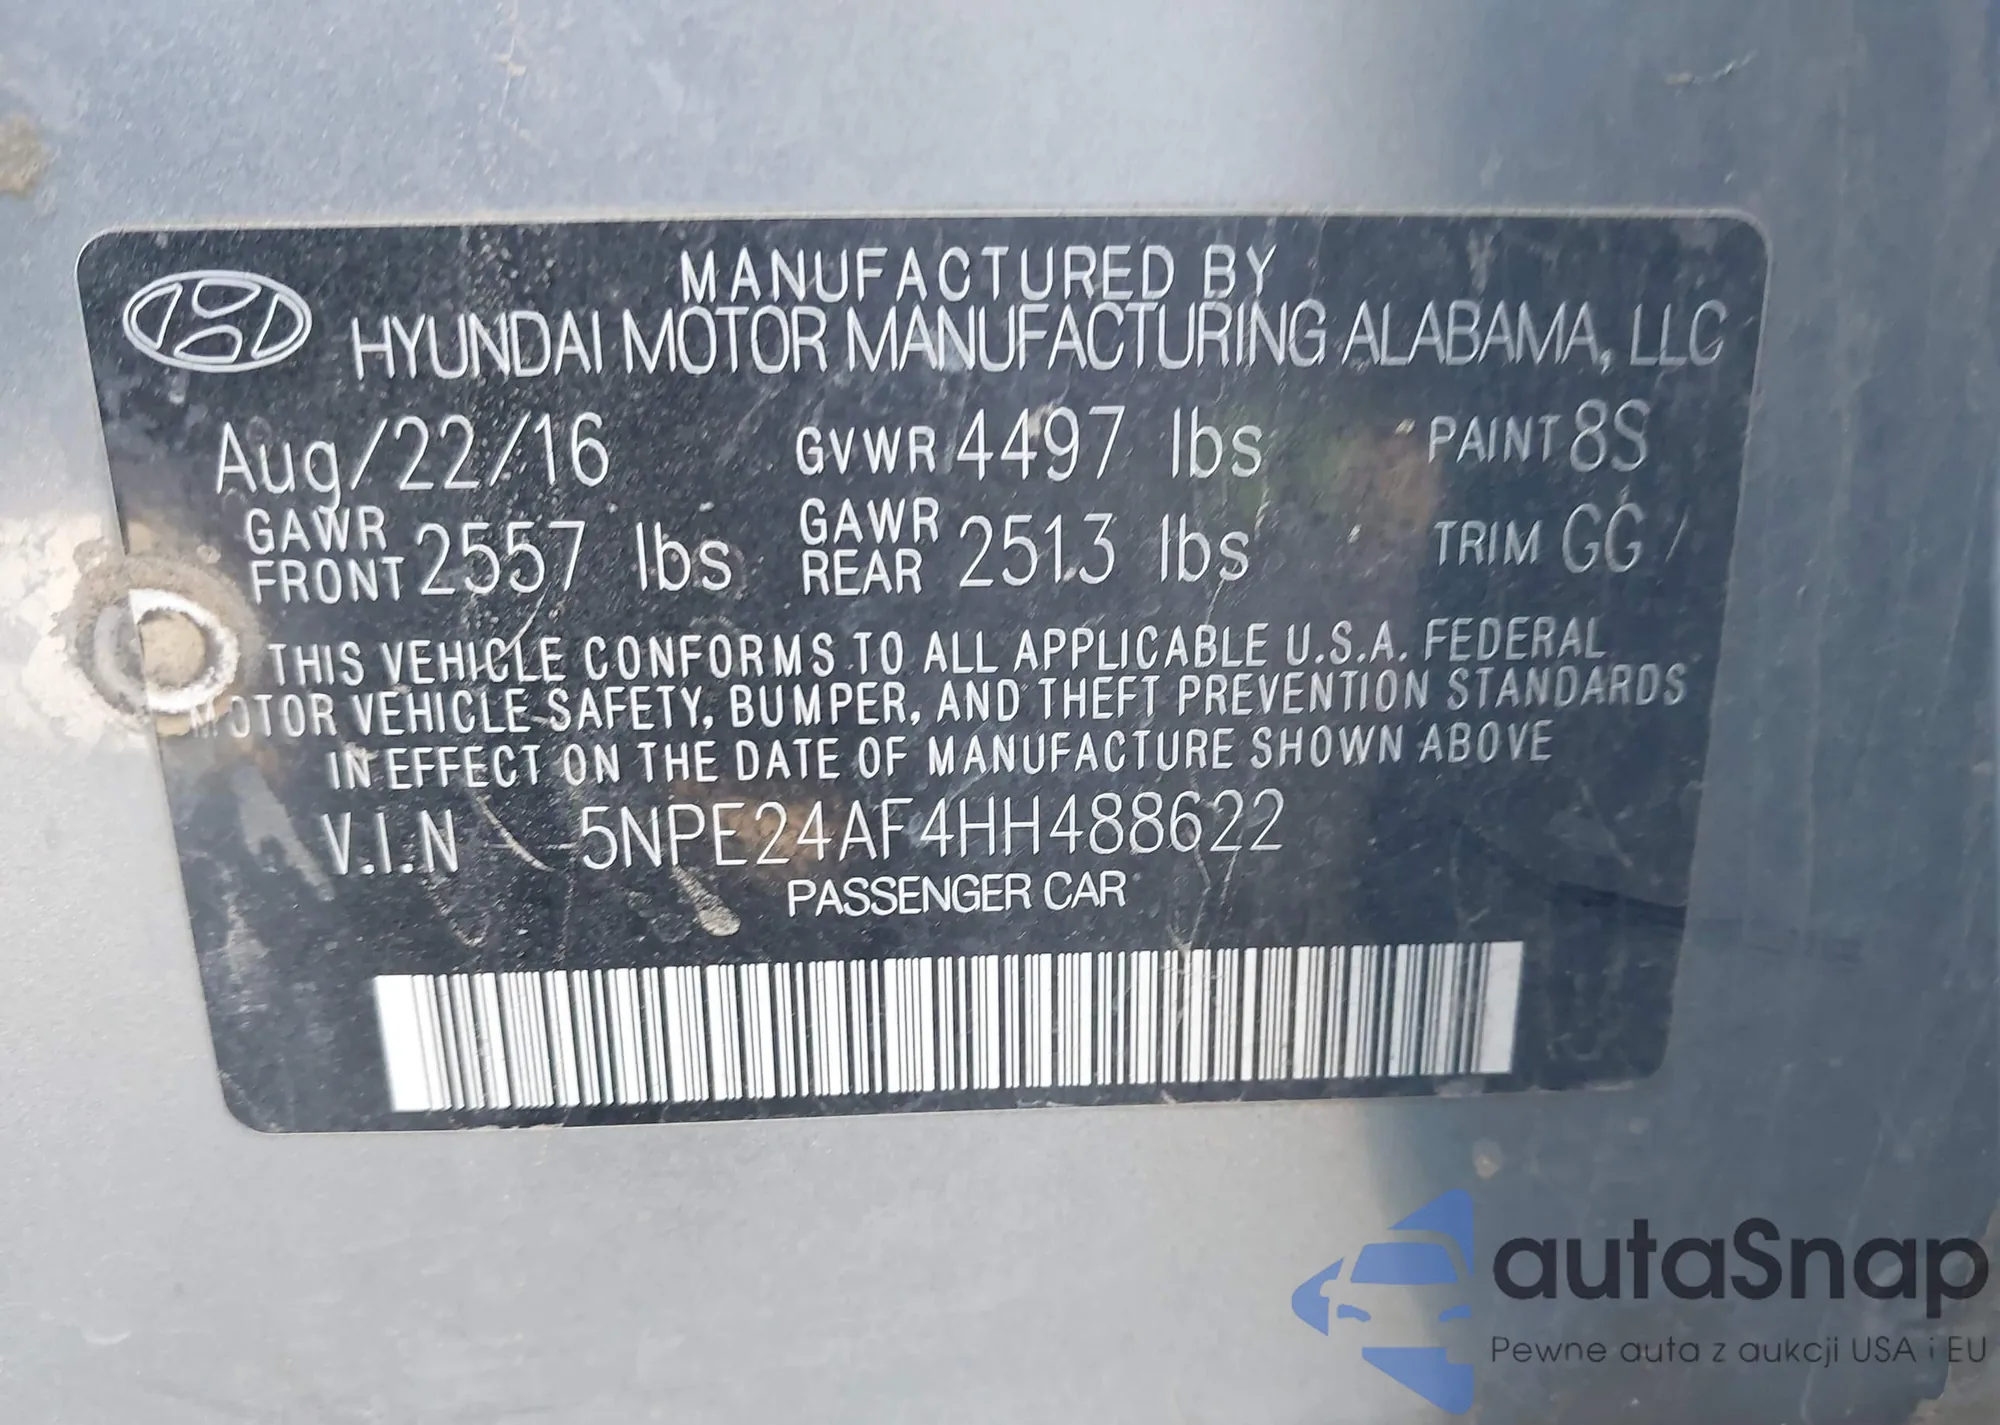 MANUFACTURED BY
HYUNDAI MOTOR MANUFACTURING ALABAMA, LLC
Aug/22/16 GVWR 4497 lbs PAINT 8S
GAWR FRONT 2557 lbs GAWR REAR 2513 lbs TRIM GG /
THIS VEHICLE CONFORMS TO ALL APPLICABLE U.S.A. FEDERAL
MOTOR VEHICLE SAFETY, BUMPER, AND THEFT PREVENTION STANDARDS
IN EFFECT ON THE DATE OF MANUFACTURE SHOWN ABOVE
V.I.N 5NPE24AF4HH488622
PASSENGER CAR
autaSnap
Pewne auta z aukcji USA i EU